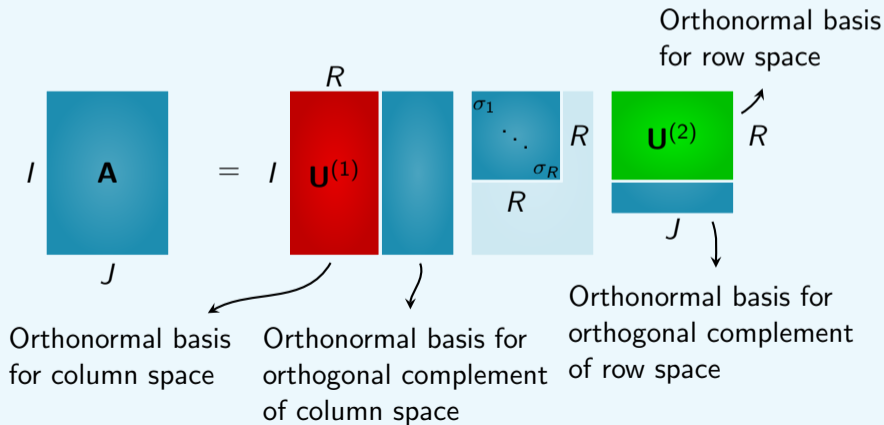 Orthonormal basis
for row space
R
I
A
=
I
U(1)
σ1
⋱
σR
R
R
U(2)
R
J
J
Orthonormal basis
for column space
Orthonormal basis for
orthogonal complement
of column space
Orthonormal basis for
orthogonal complement
of row space